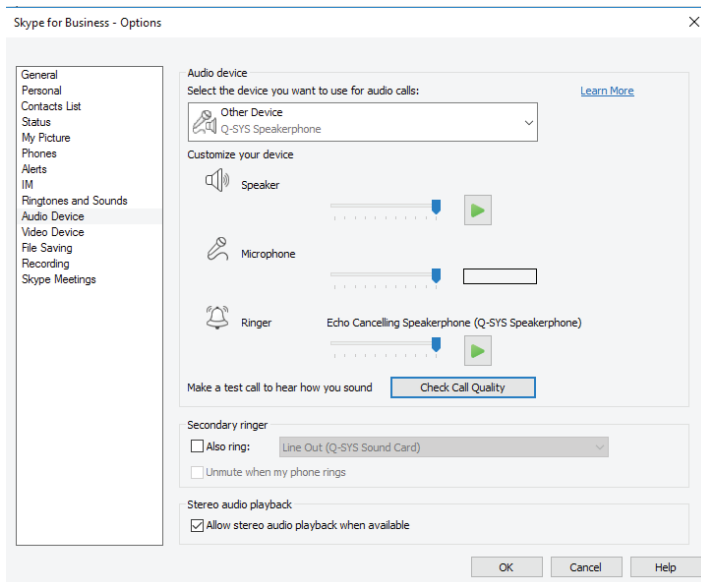 Skype for Business - Options
General
Personal
Contacts List
Status
My Picture
Phones
Alerts
IM
Ringtones and Sounds
Audio Device
Video Device
File Saving
Recording
Skype Meetings
Audio device
Select the device you want to use for audio calls:
Learn More
Other Device
Q-SYS Speakerphone
Customize your device
Speaker
Microphone
Ringer
Echo Cancelling Speakerphone (Q-SYS Speakerphone)
Make a test call to hear how you sound
Check Call Quality
Secondary ringer
Also ring:
Line Out (Q-SYS Sound Card)
Unmute when my phone rings
Stereo audio playback
Allow stereo audio playback when available
OK
Cancel
Help